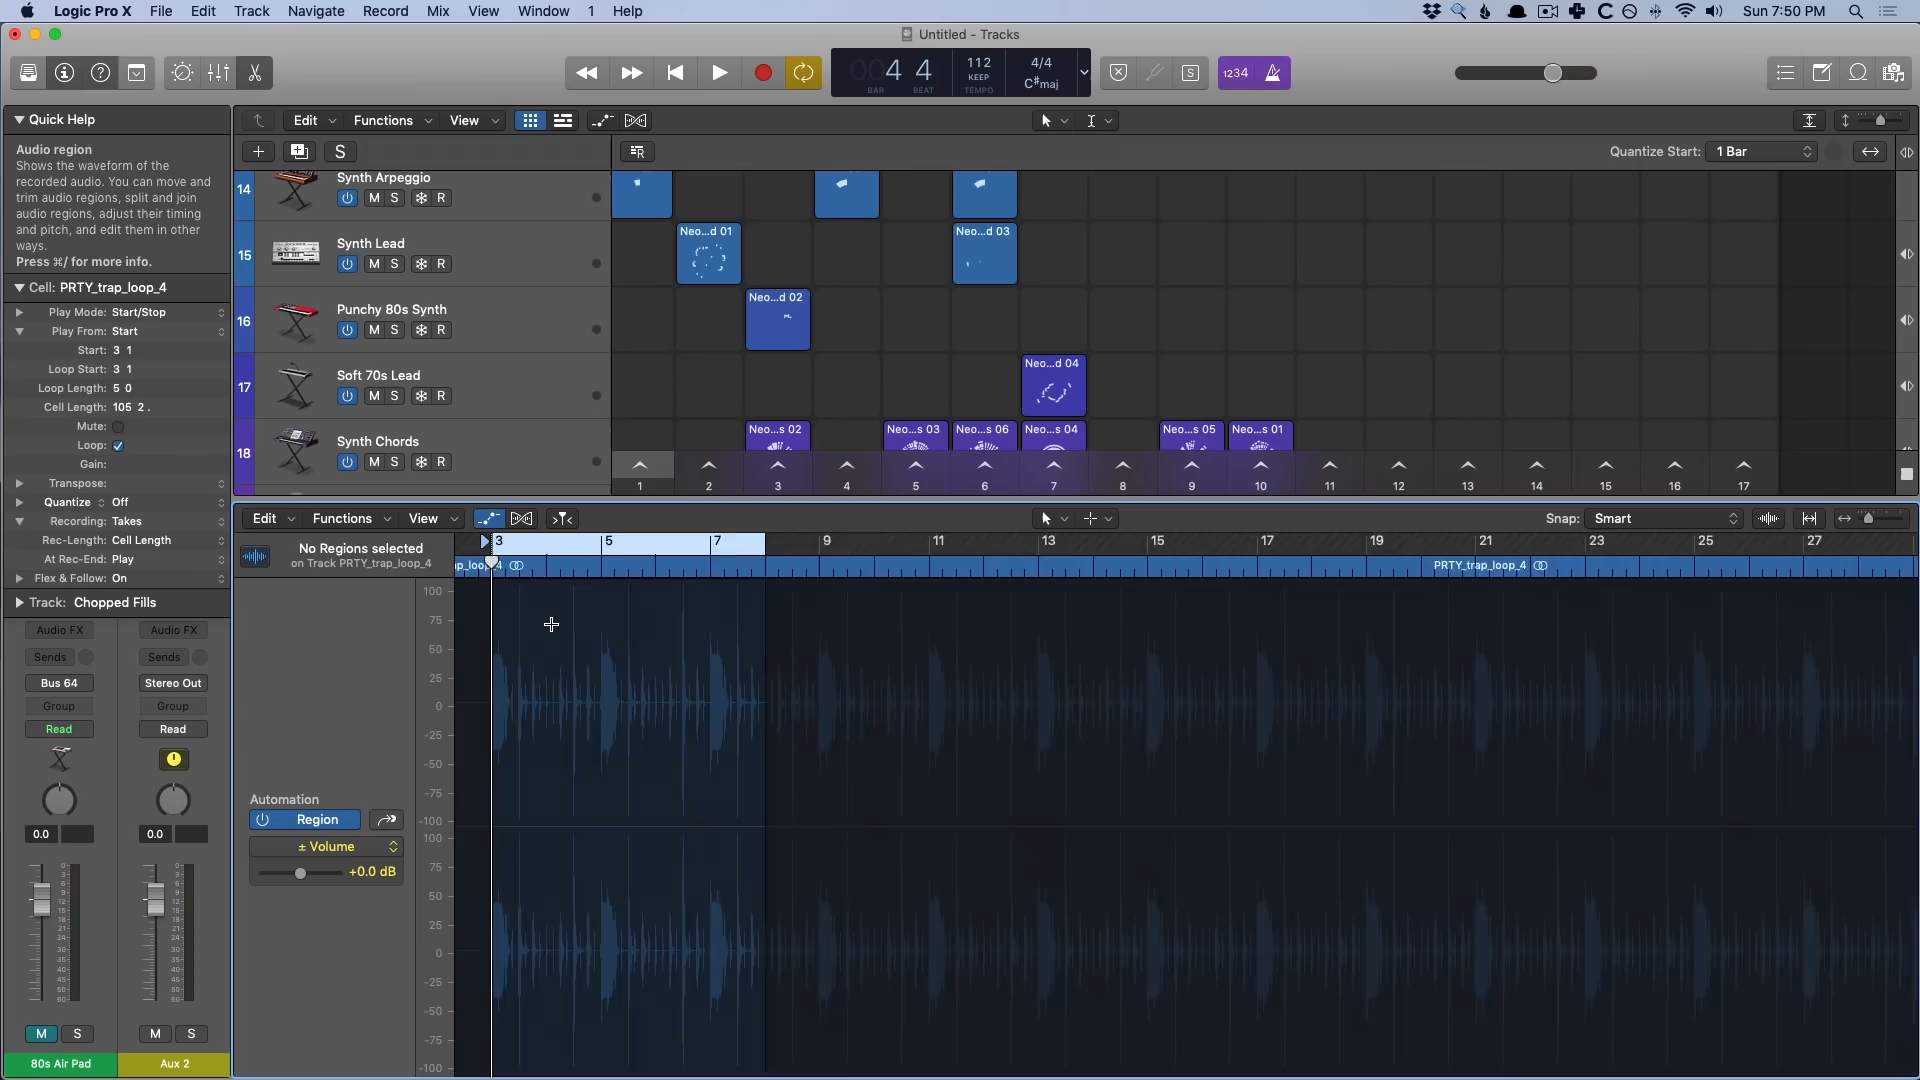 Logic Pro X File Edit Track Navigate Record Mix View Window 1 Help
Sun 7:50 PM
Untitled - Tracks
4 4
BAR BEAT
112
KEEP
TEMPO
4/4
C#maj
S
1234
Quick Help
Audio region
Shows the waveform of the
recorded audio. You can move and
trim audio regions, split and join
audio regions, adjust their timing
and pitch, and edit them in other
ways.
Press ⌘/ for more info.
Cell: PRTY_trap_loop_4
Play Mode: Start/Stop
Play From: Start
Start: 3 1
Loop Start: 3 1
Loop Length: 5 0
Cell Length: 105 2 .
Mute:
Loop:
Gain:
Transpose:
Quantize Off
Recording: Takes
Rec-Length: Cell Length
At Rec-End: Play
Flex & Follow: On
Track: Chopped Fills
Audio FX Audio FX
Sends Sends
Bus 64 Stereo Out
Group Group
Read Read
0.0 0.0
M S M S
80s Air Pad Aux 2
Edit Functions View
S
Quantize Start: 1 Bar
14 Synth Arpeggio
M S R
15 Synth Lead
M S R
Neo...d 01 Neo...d 03
16 Punchy 80s Synth
M S R
Neo...d 02
17 Soft 70s Lead
M S R
Neo...d 04
18 Synth Chords
M S R
Neo...s 02 Neo...s 03 Neo...s 06 Neo...s 04 Neo...s 05 Neo...s 01
1 2 3 4 5 6 7 8 9 10 11 12 13 14 15 16 17
Edit Functions View
Snap: Smart
No Regions selected
on Track PRTY_trap_loop_4
3 5 7 9 11 13 15 17 19 21 23 25 27
PRTY_trap_loop_4
100
75
50
25
0
-25
-50
-75
-100
100
75
50
25
0
-25
-50
-75
-100
Automation
Region
± Volume
+0.0 dB